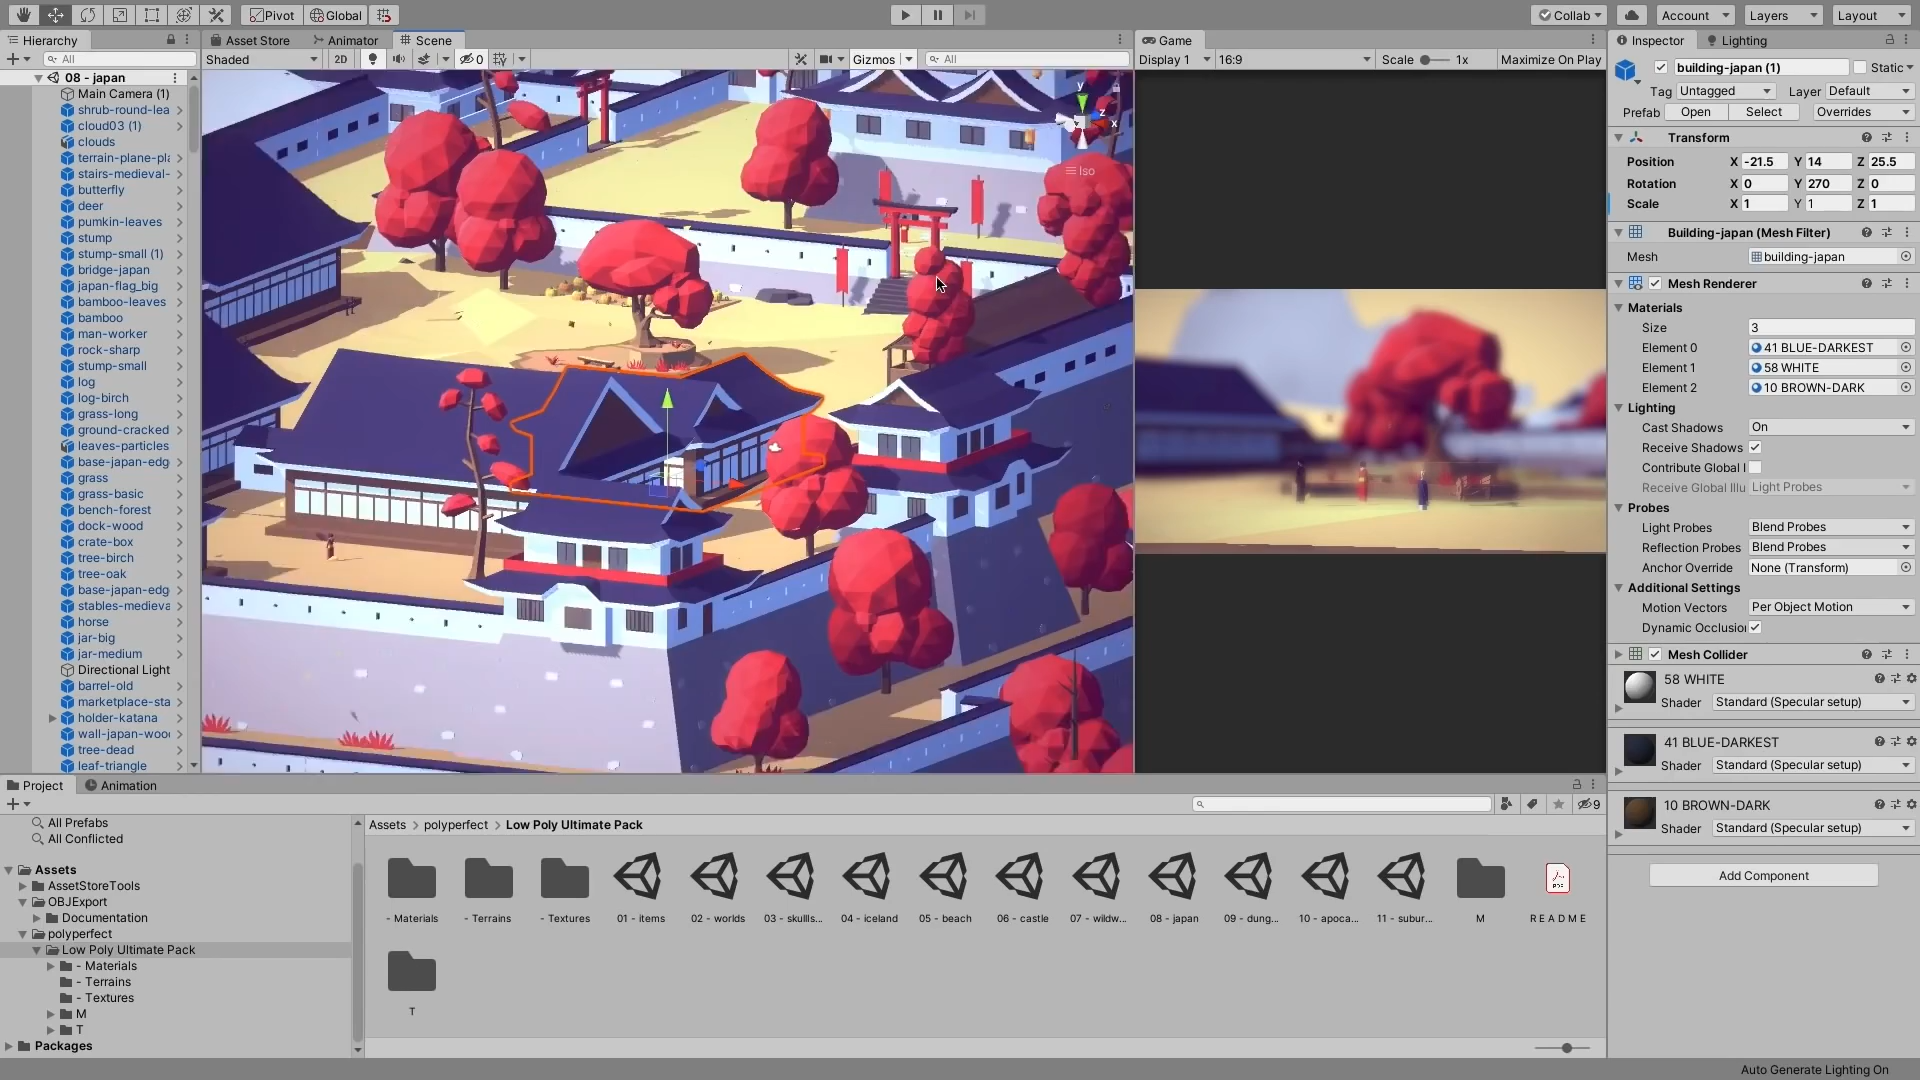 Pivot
Global
Collab
Account
Layers
Layout
Hierarchy
All
08 - japan
Main Camera (1)
shrub-round-lea
cloud03 (1)
clouds
terrain-plane-pla
stairs-medieval-
butterfly
deer
pumkin-leaves
stump
stump-small (1)
bridge-japan
japan-flag_big
bamboo-leaves
bamboo
man-worker
rock-sharp
stump-small
log
log-birch
grass-long
ground-cracked
leaves-particles
base-japan-edg
grass
grass-basic
bench-forest
dock-wood
crate-box
tree-birch
tree-oak
base-japan-edg
stables-medieva
horse
jar-big
jar-medium
Directional Light
barrel-old
marketplace-sta
holder-katana
wall-japan-woo
tree-dead
leaf-triangle
Asset Store
Animator
Scene
Shaded
2D
0
Gizmos
All
y
z
x
Iso
Game
Display 1
16:9
Scale
1x
Maximize On Play
Inspector
Lighting
building-japan (1)
Static
Tag Untagged
Layer Default
Prefab Open Select Overrides
Transform
Position X -21.5 Y 14 Z 25.5
Rotation X 0 Y 270 Z 0
Scale X 1 Y 1 Z 1
Building-japan (Mesh Filter)
Mesh building-japan
Mesh Renderer
Materials
Size 3
Element 0 41 BLUE-DARKEST
Element 1 58 WHITE
Element 2 10 BROWN-DARK
Lighting
Cast Shadows On
Receive Shadows
Contribute Global I
Receive Global Illu Light Probes
Probes
Light Probes Blend Probes
Reflection Probes Blend Probes
Anchor Override None (Transform)
Additional Settings
Motion Vectors Per Object Motion
Dynamic Occlusion
Mesh Collider
58 WHITE
Shader Standard (Specular setup)
41 BLUE-DARKEST
Shader Standard (Specular setup)
10 BROWN-DARK
Shader Standard (Specular setup)
Add Component
Project
Animation
9
All Prefabs
All Conflicted
Assets
AssetStoreTools
OBJExport
Documentation
polyperfect
Low Poly Ultimate Pack
- Materials
- Terrains
- Textures
M
T
Packages
Assets > polyperfect > Low Poly Ultimate Pack
- Materials
- Terrains
- Textures
01 - items
02 - worlds
03 - skullls...
04 - iceland
05 - beach
06 - castle
07 - wildw...
08 - japan
09 - dung...
10 - apoca...
11 - subur...
M
R E A D M E
T
Auto Generate Lighting On